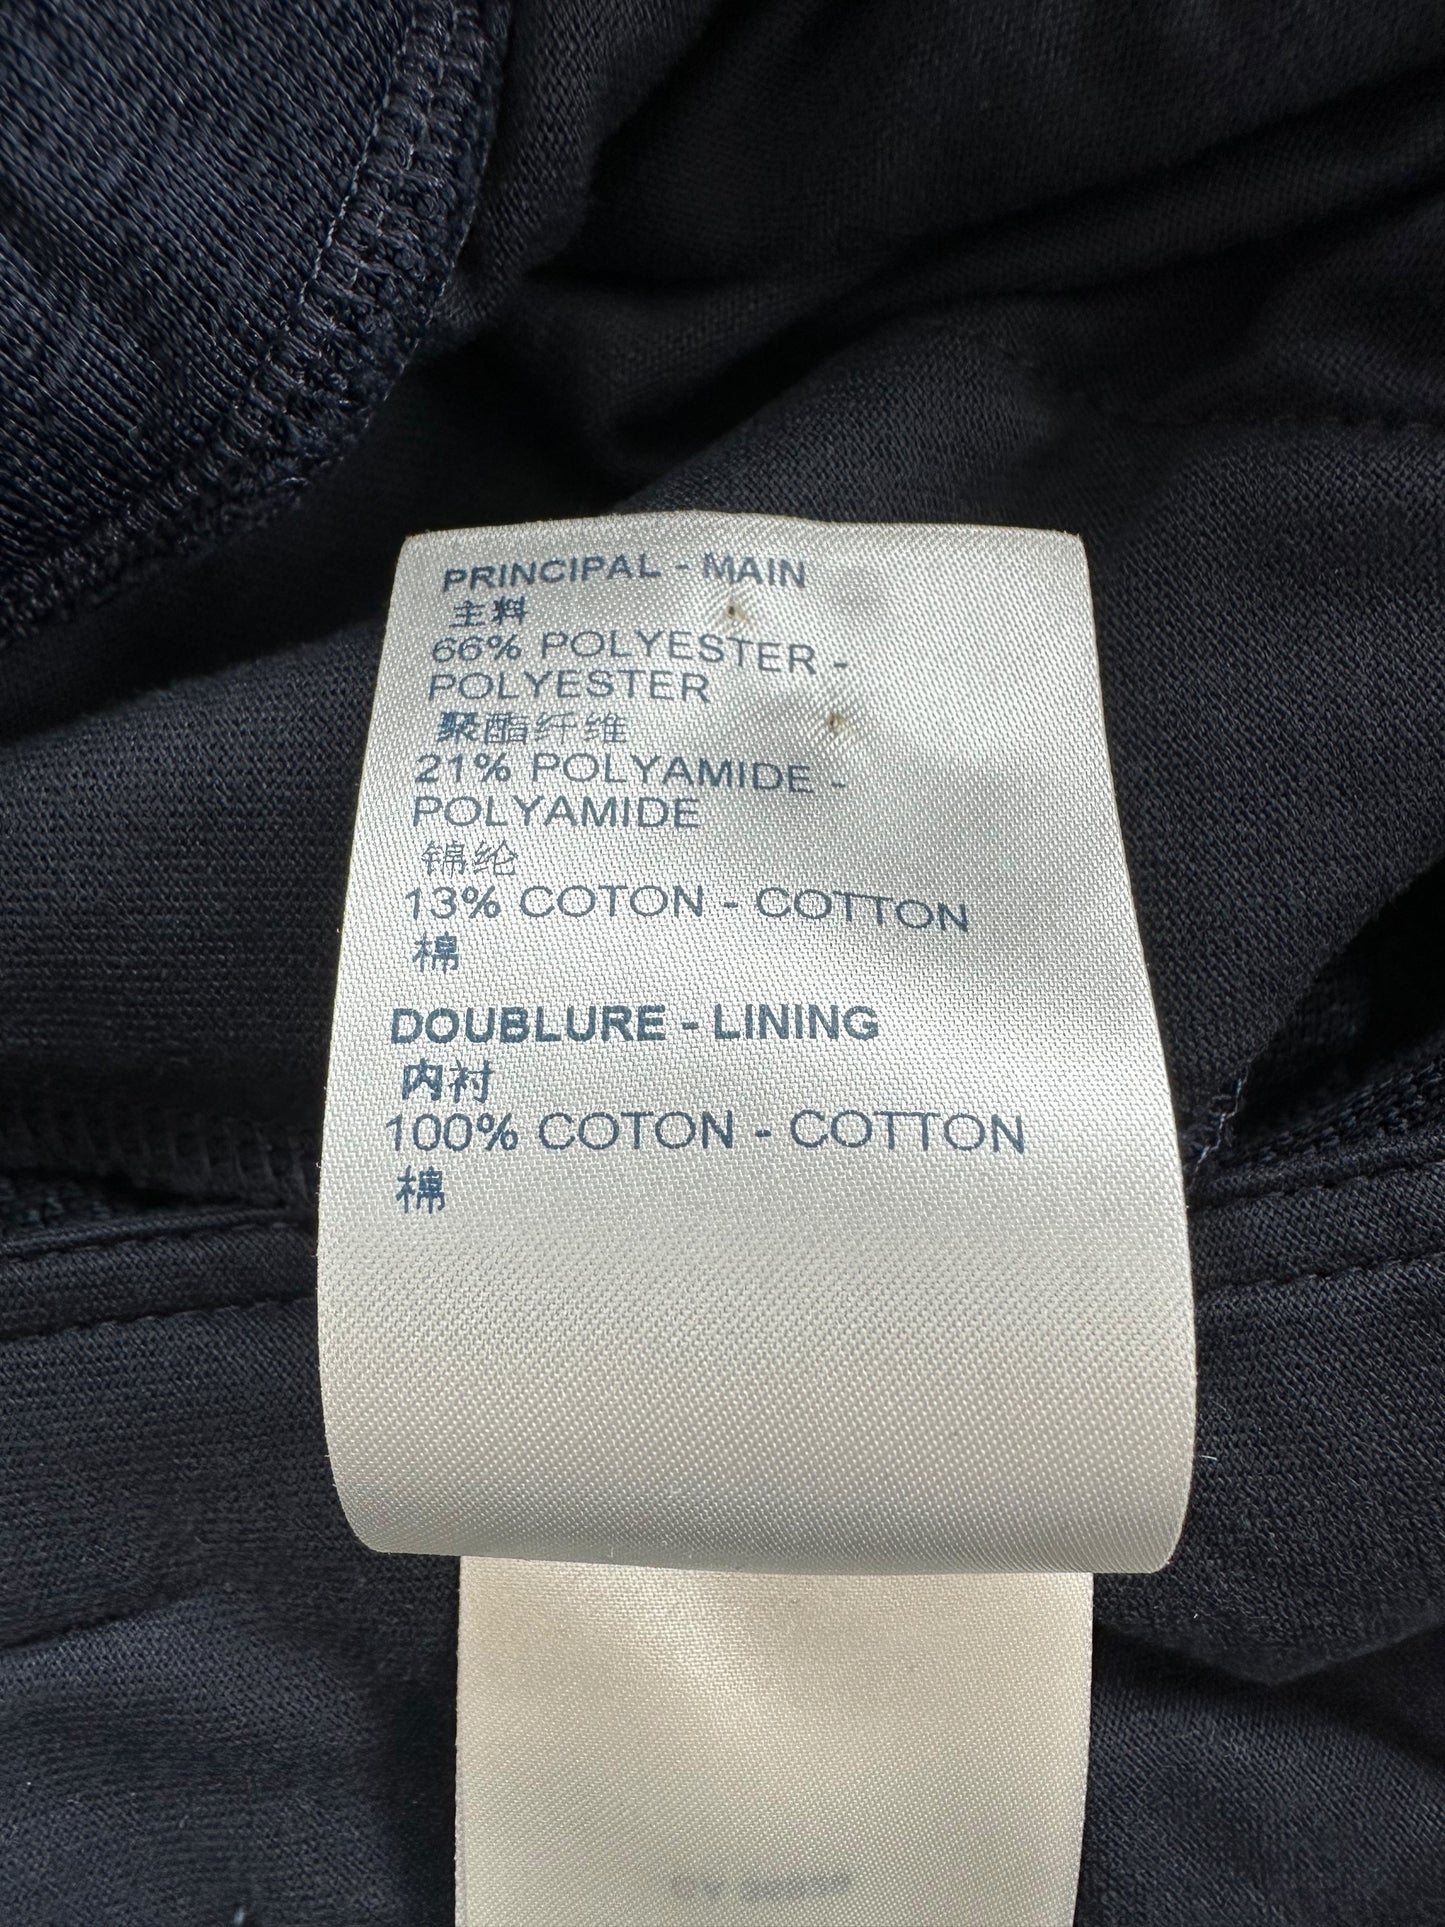 PRINCIPAL - MAIN
主料
66% POLYESTER -
POLYESTER
聚酯纤维
21% POLYAMIDE -
POLYAMIDE
锦纶
13% COTON - COTTON
棉
DOUBLURE - LINING
内衬
100% COTON - COTTON
棉